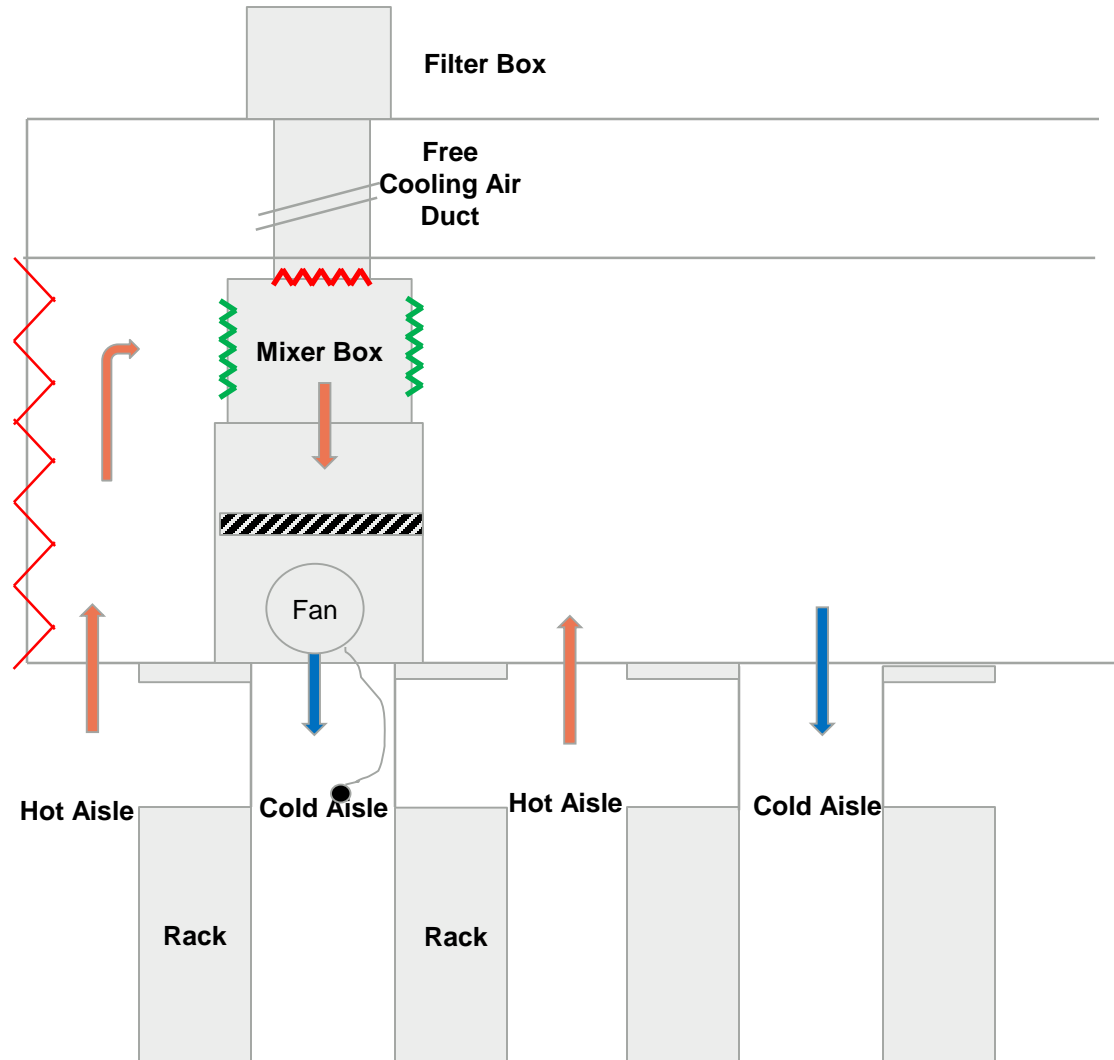 Filter Box
Free
Cooling Air
Duct
Mixer Box
Fan
Hot Aisle
Cold Aisle
Hot Aisle
Cold Aisle
Rack
Rack